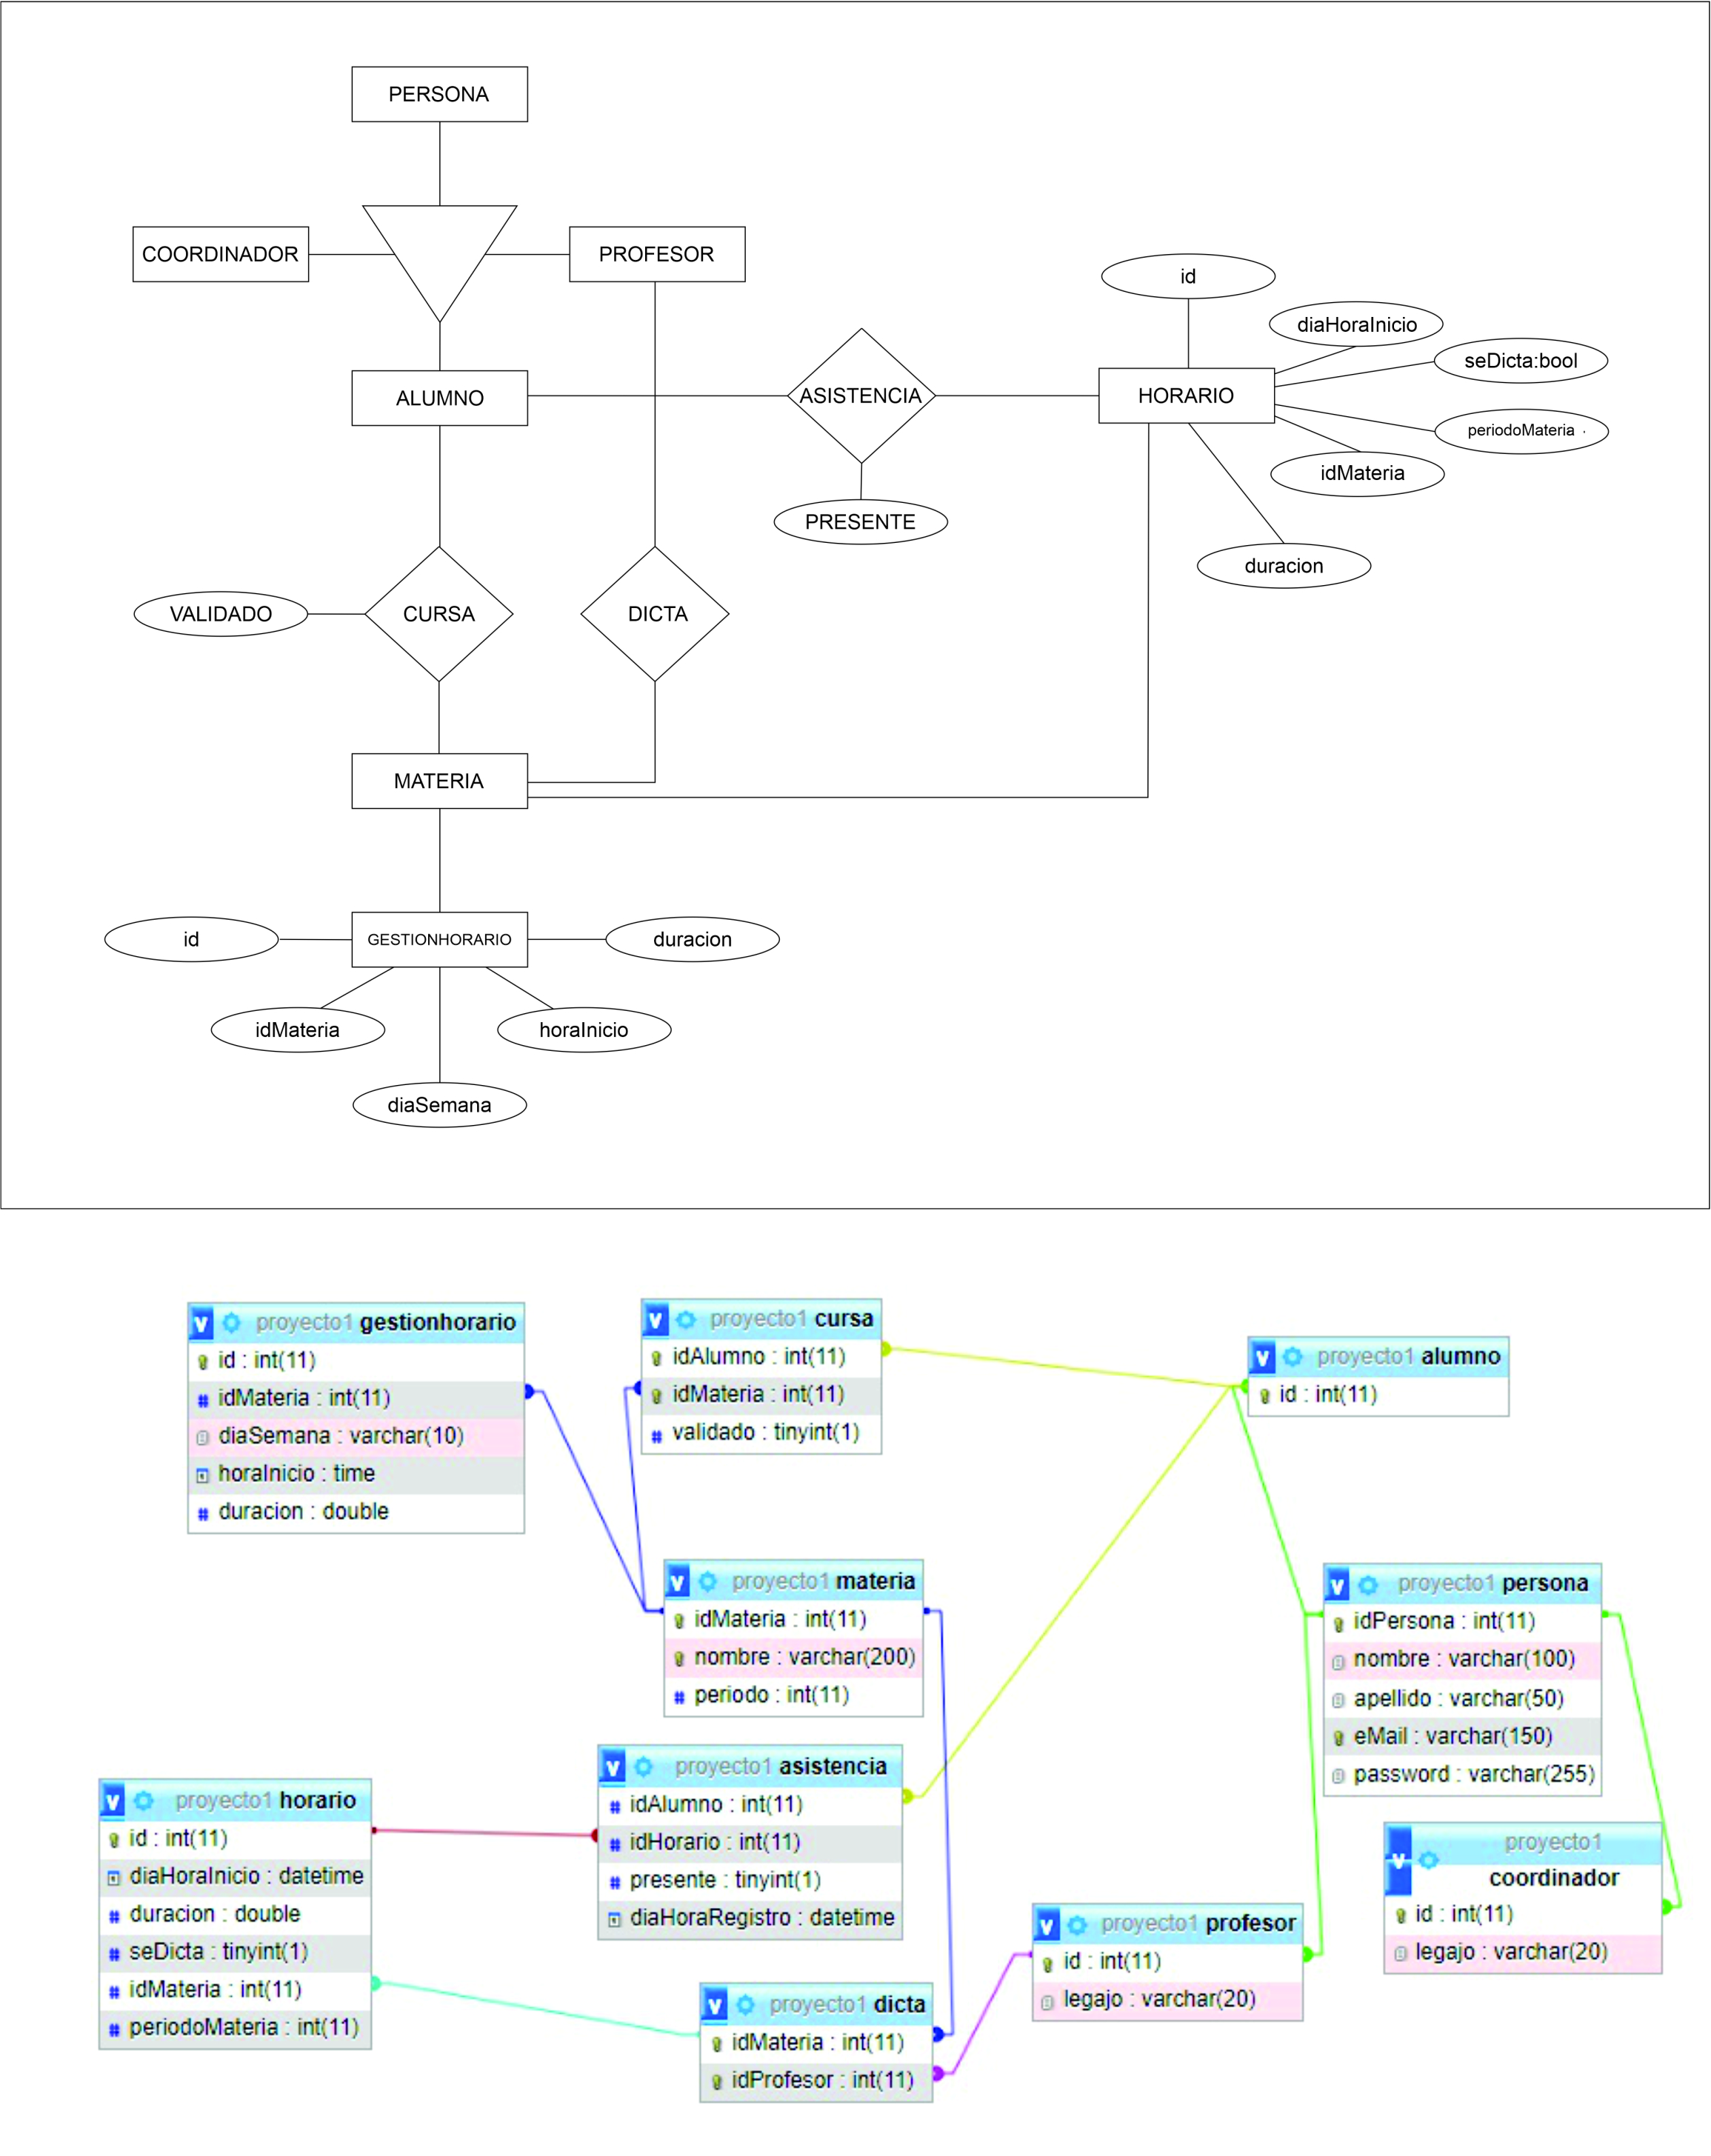 PERSONA
COORDINADOR
PROFESOR
id
diaHoraInicio
seDicta:bool
ALUMNO
ASISTENCIA
HORARIO
periodoMateria
idMateria
PRESENTE
duracion
VALIDADO
CURSA
DICTA
MATERIA
id
GESTIONHORARIO
duracion
idMateria
horaInicio
diaSemana
proyecto1 gestionhorario
id : int(11)
idMateria : int(11)
diaSemana : varchar(10)
horaInicio : time
duracion : double
proyecto1 cursa
idAlumno : int(11)
idMateria : int(11)
validado : tinyint(1)
proyecto1 alumno
id : int(11)
proyecto1 materia
idMateria : int(11)
nombre : varchar(200)
periodo : int(11)
proyecto1 persona
idPersona : int(11)
nombre : varchar(100)
apellido : varchar(50)
eMail : varchar(150)
password : varchar(255)
proyecto1 asistencia
idAlumno : int(11)
idHorario : int(11)
presente : tinyint(1)
diaHoraRegistro : datetime
proyecto1 horario
id : int(11)
diaHoraInicio : datetime
duracion : double
seDicta : tinyint(1)
idMateria : int(11)
periodoMateria : int(11)
proyecto1
coordinador
id : int(11)
legajo : varchar(20)
proyecto1 profesor
id : int(11)
legajo : varchar(20)
proyecto1 dicta
idMateria : int(11)
idProfesor : int(11)